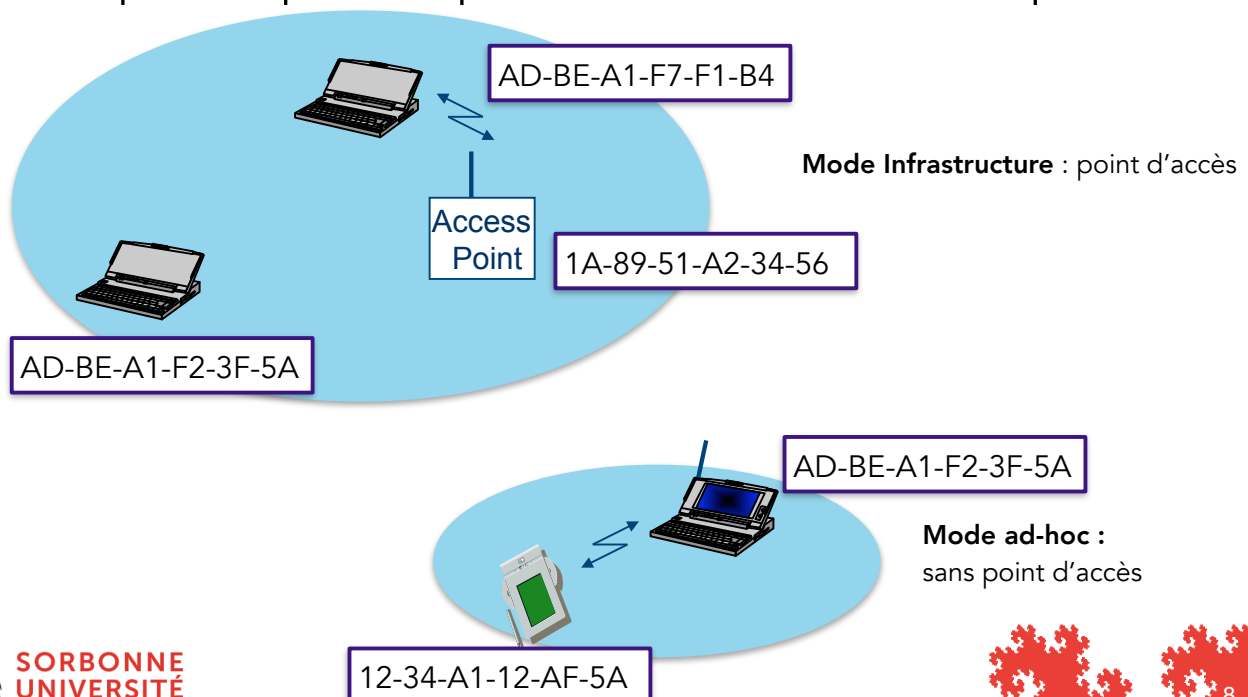 AD-BE-A1-F7-F1-B4
Mode Infrastructure : point d'accès
Access
Point
1A-89-51-A2-34-56
AD-BE-A1-F2-3F-5A
AD-BE-A1-F2-3F-5A
Mode ad-hoc :
sans point d'accès
12-34-A1-12-AF-5A
SORBONNE
UNIVERSITÉ